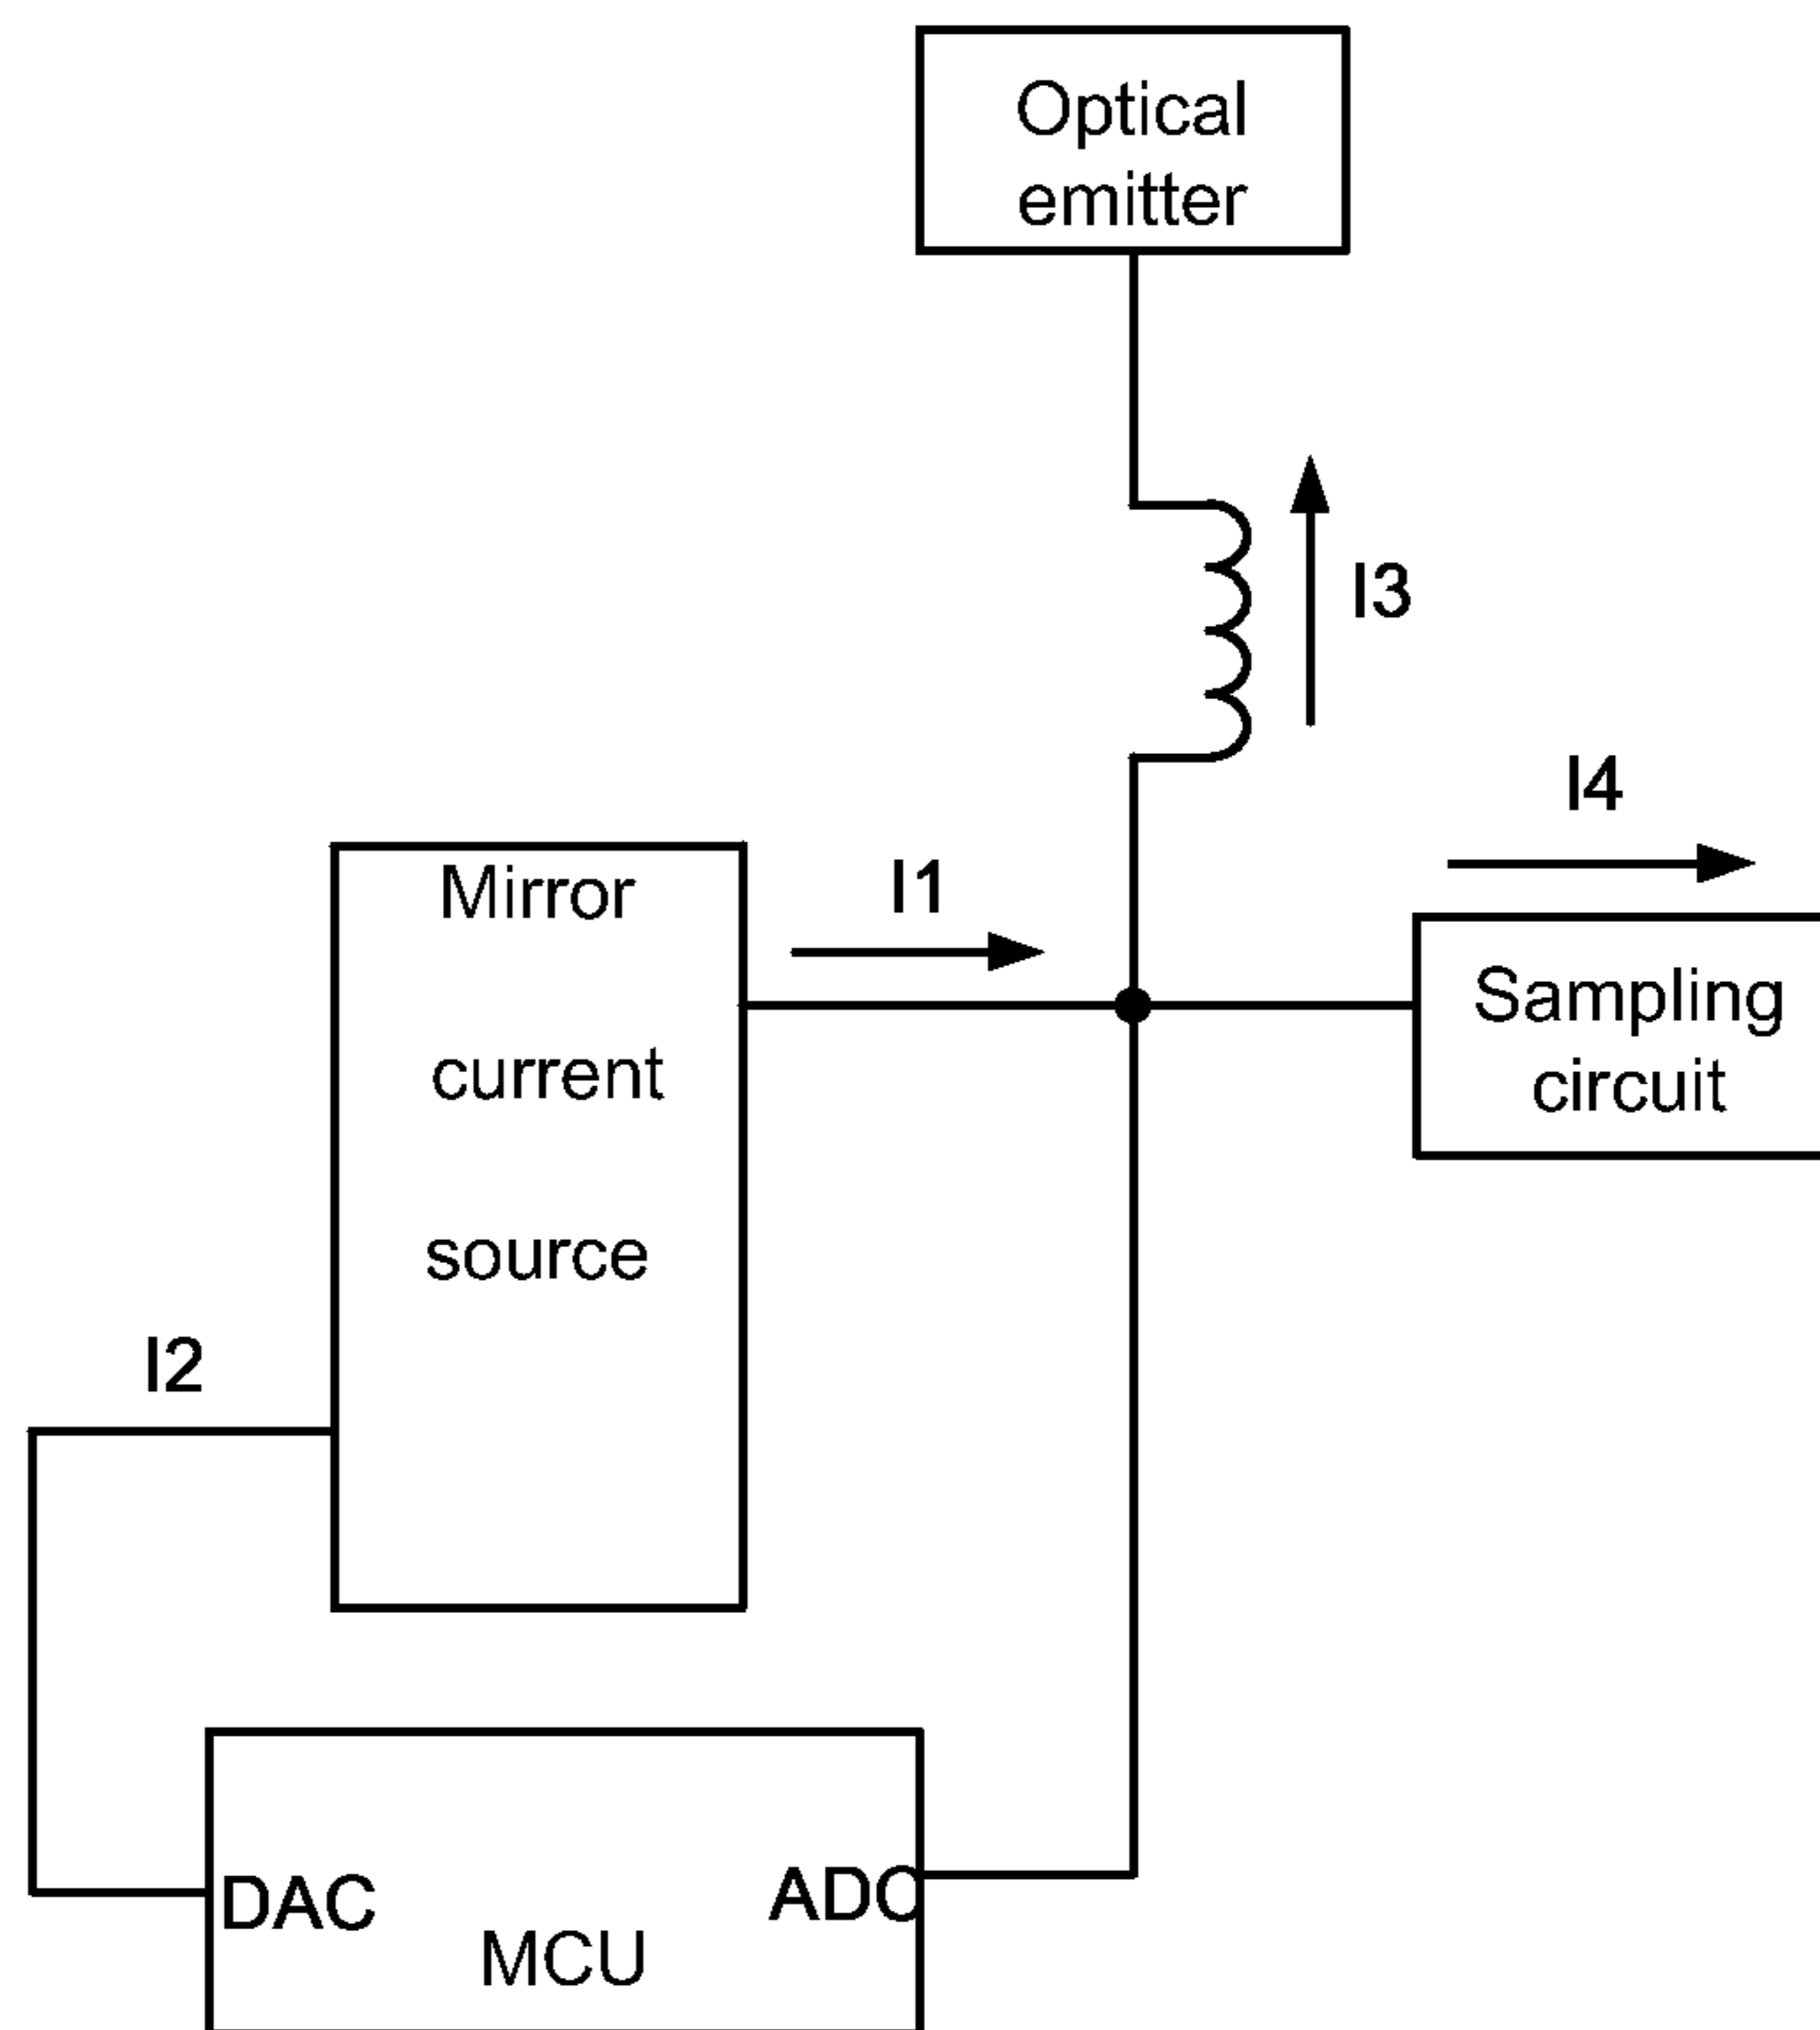 Optical
emitter
I3
I4
I1
Mirror
current
source
Sampling
circuit
I2
DAC
ADC
MCU